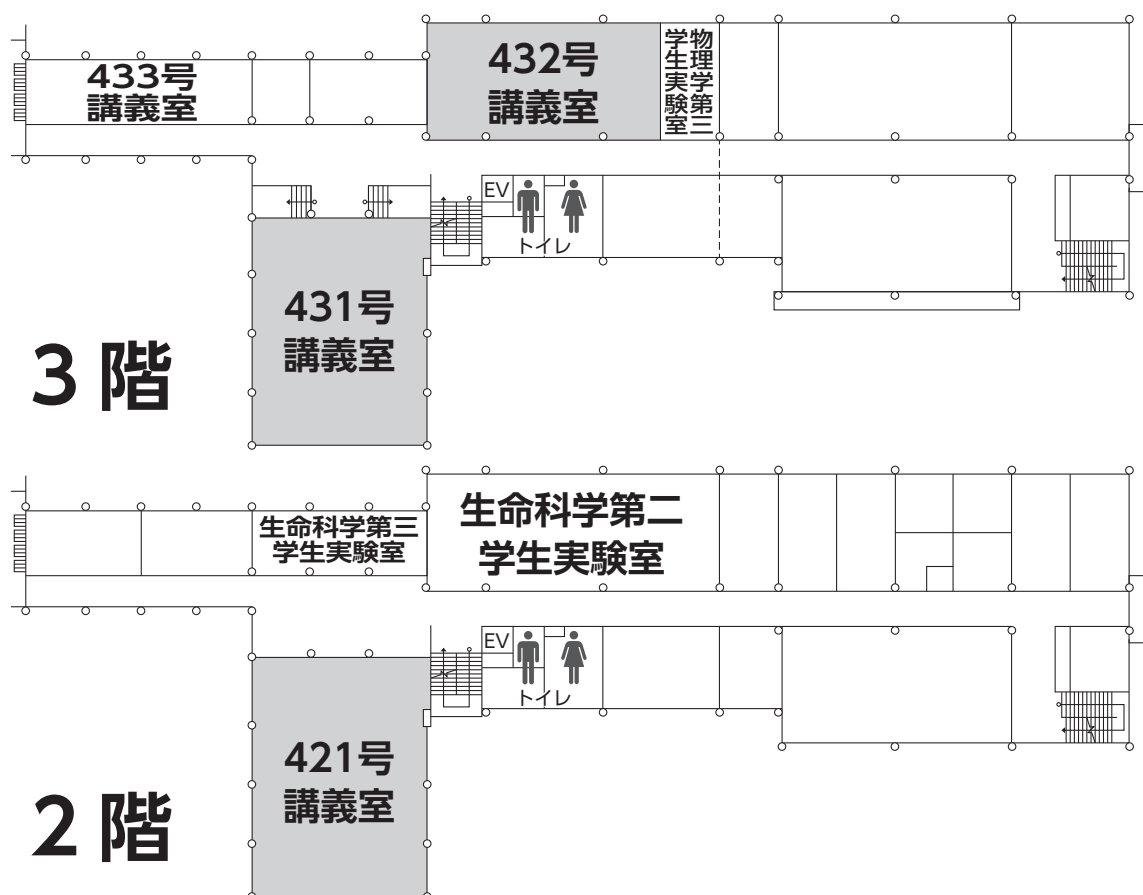 433号
講義室
432号
講義室
物理学第三
学生実験室
EV
トイレ
431号
講義室
3階
生命科学第三
学生実験室
生命科学第二
学生実験室
EV
トイレ
421号
講義室
2階